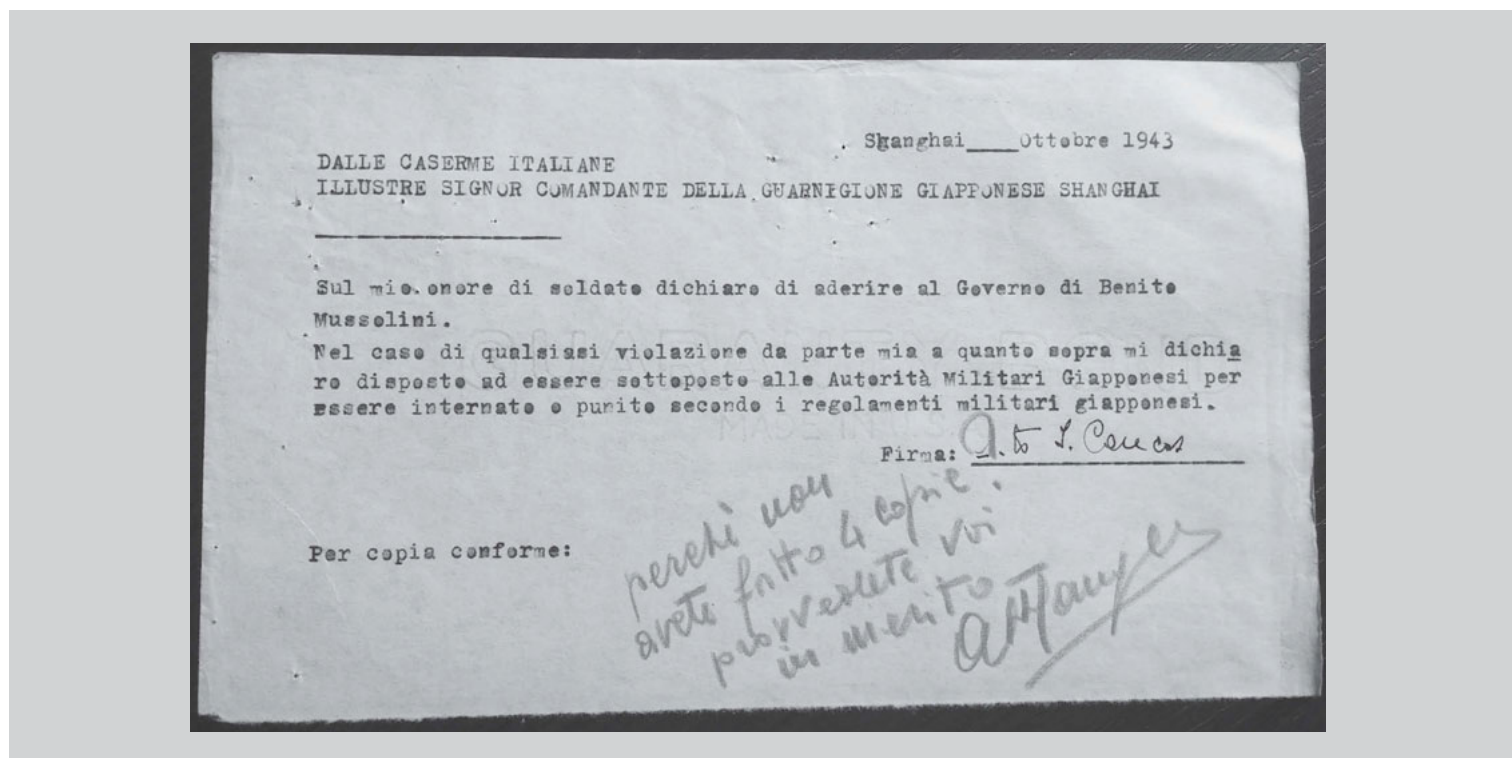 Shanghai____Ottobre 1943
DALLE CASERME ITALIANE
ILLUSTRE SIGNOR COMANDANTE DELLA GUARNIGIONE GIAPPONESE SHANGHAI
Sul mio onore di soldato dichiaro di aderire al Governo di Benito
Mussolini.
Nel caso di qualsiasi violazione da parte mia a quanto sopra mi dichia
ro disposto ad essere sottoposto alle Autorità Militari Giapponesi per
essere internato o punito secondo i regolamenti militari giapponesi.
Firma:
Per copia conforme:
perchè non
avete fatto 4 copie.
provvedete voi
in merito